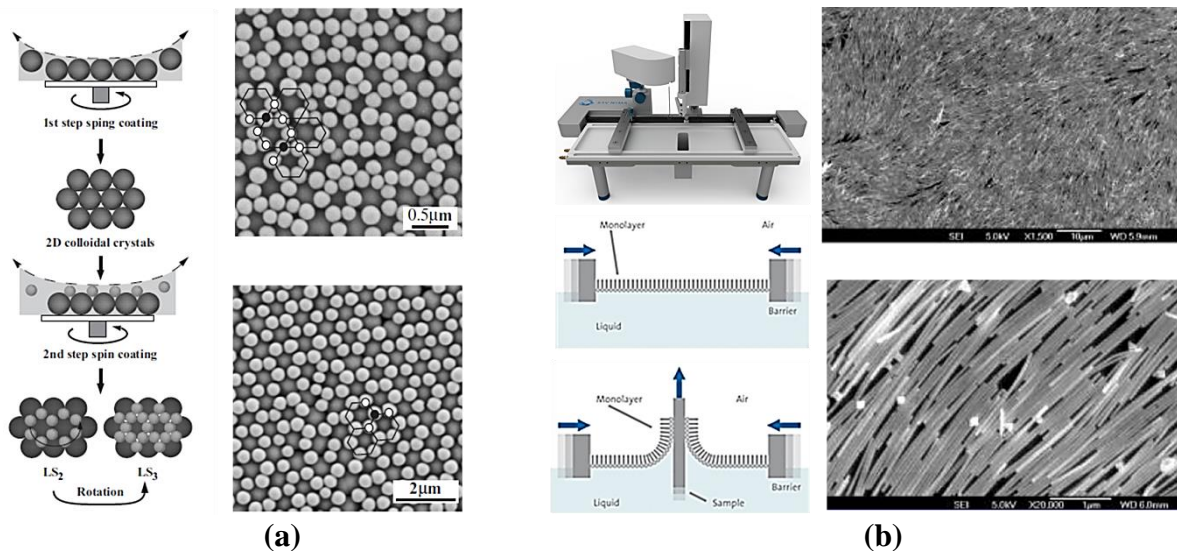 1st step sping coating
2D colloidal crystals
2nd step spin coating
LS2
LS3
Rotation
0.5μm
2μm
(a)
Monolayer
Air
Liquid
Barrier
Monolayer
Air
Liquid
Sample
Barrier
SEI 5.0kV X1,500 10μm WD 5.9mm
SEI 5.0kV X20,000 1μm WD 6.0mm
(b)